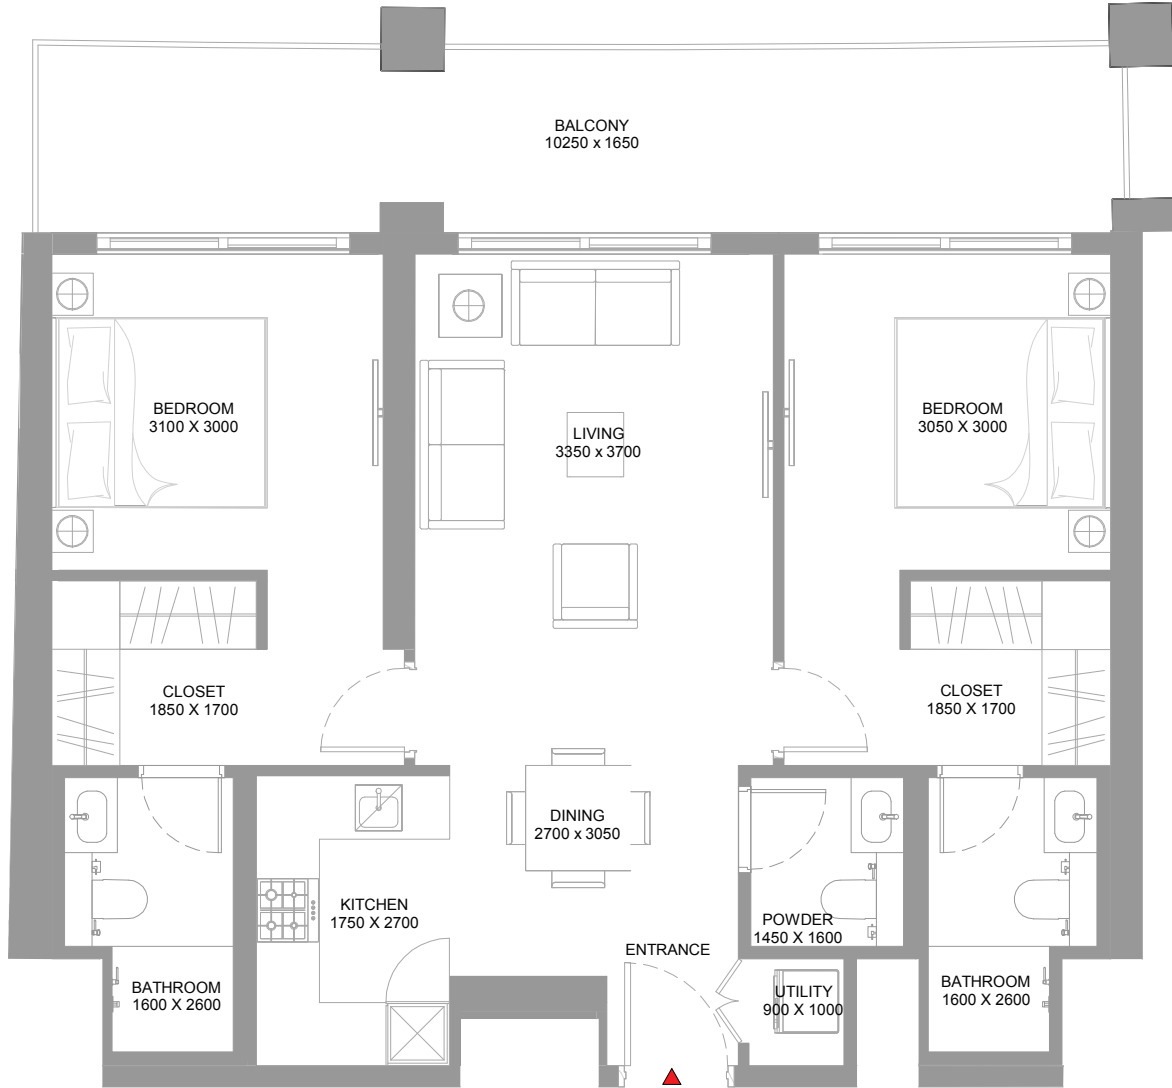 BALCONY
10250 x 1650
BEDROOM
3100 X 3000
LIVING
3350 x 3700
BEDROOM
3050 X 3000
CLOSET
1850 X 1700
CLOSET
1850 X 1700
DINING
2700 x 3050
KITCHEN
1750 X 2700
POWDER
1450 X 1600
ENTRANCE
BATHROOM
1600 X 2600
UTILITY
900 X 1000
BATHROOM
1600 X 2600